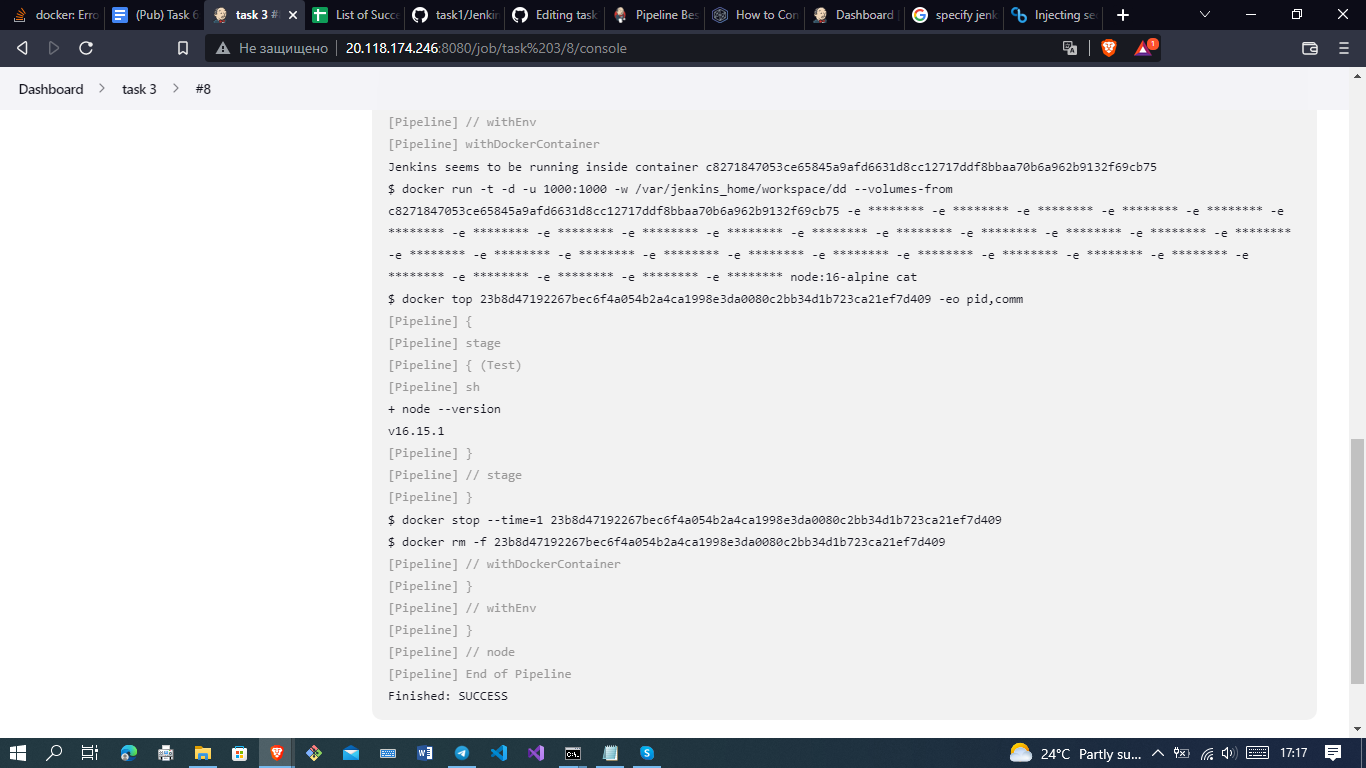 docker: Erro
(Pub) Task 6
task 3 #
List of Succe
task1/Jenkin
Editing task
Pipeline Bes
How to Con
Dashboard
specify jenk
Injecting se
Не защищено
20.118.174.246:8080/job/task%203/8/console
1
Dashboard > task 3 > #8
[Pipeline] // withEnv
[Pipeline] withDockerContainer
Jenkins seems to be running inside container c8271847053ce65845a9afd6631d8cc12717ddf8bbaa70b6a962b9132f69cb75
$ docker run -t -d -u 1000:1000 -w /var/jenkins_home/workspace/dd --volumes-from
c8271847053ce65845a9afd6631d8cc12717ddf8bbaa70b6a962b9132f69cb75 -e ******** -e ******** -e ******** -e ******** -e ******** -e
******** -e ******** -e ******** -e ******** -e ******** -e ******** -e ******** -e ******** -e ******** -e ******** -e ********
-e ******** -e ******** -e ******** -e ******** -e ******** -e ******** -e ******** -e ******** -e ******** -e ******** -e
******** -e ******** -e ******** -e ******** -e ******** node:16-alpine cat
$ docker top 23b8d47192267bec6f4a054b2a4ca1998e3da0080c2bb34d1b723ca21ef7d409 -eo pid,comm
[Pipeline] {
[Pipeline] stage
[Pipeline] { (Test)
[Pipeline] sh
+ node --version
v16.15.1
[Pipeline] }
[Pipeline] // stage
[Pipeline] }
$ docker stop --time=1 23b8d47192267bec6f4a054b2a4ca1998e3da0080c2bb34d1b723ca21ef7d409
$ docker rm -f 23b8d47192267bec6f4a054b2a4ca1998e3da0080c2bb34d1b723ca21ef7d409
[Pipeline] // withDockerContainer
[Pipeline] }
[Pipeline] // withEnv
[Pipeline] }
[Pipeline] // node
[Pipeline] End of Pipeline
Finished: SUCCESS
24°C Partly su...
17:17